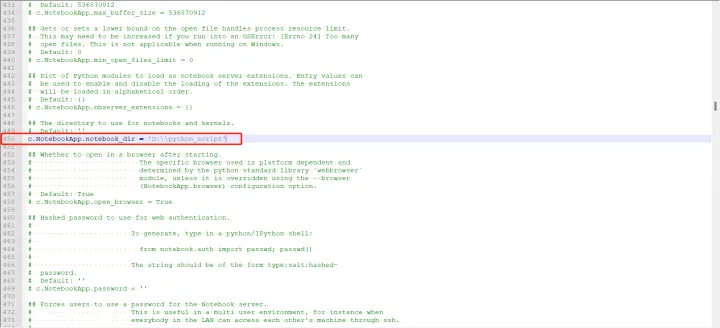 433 #  Default: 536870912
434 # c.NotebookApp.max_buffer_size = 536870912
435
436 ## Gets or sets a lower bound on the open file handles process resource limit.
437 #  This may need to be increased if you run into an OSError: [Errno 24] Too many
438 #  open files. This is not applicable when running on Windows.
439 #  Default: 0
440 # c.NotebookApp.min_open_files_limit = 0
441
442 ## Dict of Python modules to load as notebook server extensions. Entry values can
443 #  be used to enable and disable the loading of the extensions. The extensions
444 #  will be loaded in alphabetical order.
445 #  Default: {}
446 # c.NotebookApp.nbserver_extensions = {}
447
448 ## The directory to use for notebooks and kernels.
449 #  Default: ''
450 c.NotebookApp.notebook_dir = 'D:\\python_script'
451
452 ## Whether to open in a browser after starting.
453 # The specific browser used is platform dependent and
454 # determined by the python standard library `webbrowser`
455 # module, unless it is overridden using the --browser
456 # (NotebookApp.browser) configuration option.
457 #  Default: True
458 # c.NotebookApp.open_browser = True
459
460 ## Hashed password to use for web authentication.
461 #
462 # To generate, type in a python/IPython shell:
463 #
464 # from notebook.auth import passwd; passwd()
465 #
466 # The string should be of the form type:salt:hashed-
467 #  password.
468 #  Default: ''
469 # c.NotebookApp.password = ''
470
471 ## Forces users to use a password for the Notebook server.
472 # This is useful in a multi user environment, for instance when
473 # everybody in the LAN can access each other's machine through ssh.